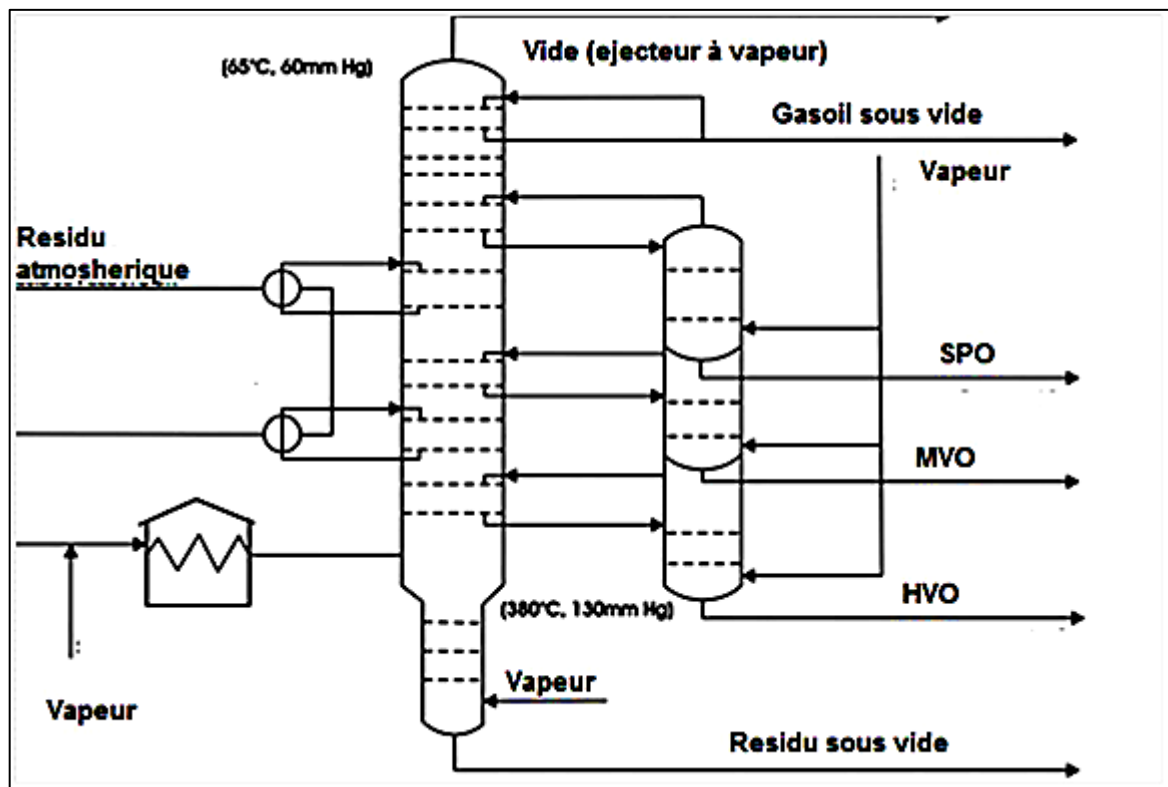 (65°C, 60mm Hg)
Vide (ejecteur à vapeur)
Gasoil sous vide
Vapeur
Residu
atmosherique
SPO
MVO
HVO
(380°C, 130mm Hg)
Vapeur
Vapeur
Residu sous vide